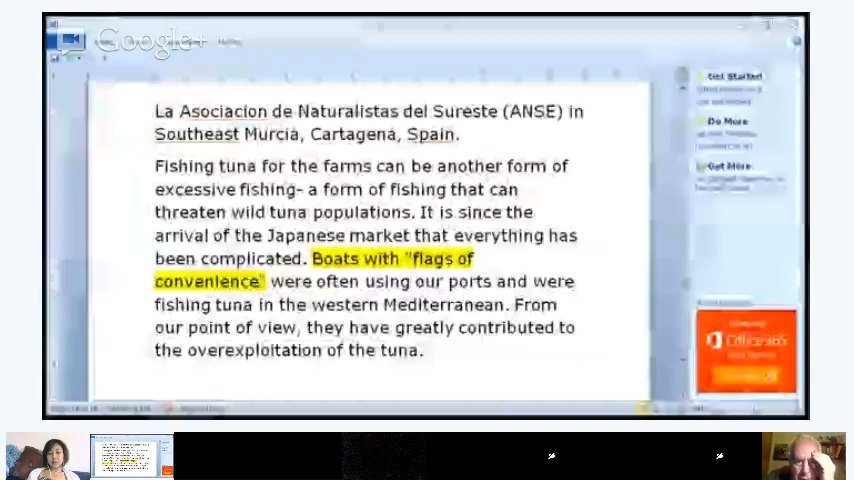 Google+
La Asociacion de Naturalistas del Sureste (ANSE) in
Southeast Murcia, Cartagena, Spain.
Fishing tuna for the farms can be another form of
excessive fishing- a form of fishing that can
threaten wild tuna populations. It is since the
arrival of the Japanese market that everything has
been complicated. Boats with "flags of
convenience" were often using our ports and were
fishing tuna in the western Mediterranean. From
our point of view, they have greatly contributed to
the overexploitation of the tuna.
Get Started
Do More
Get More
Office 365